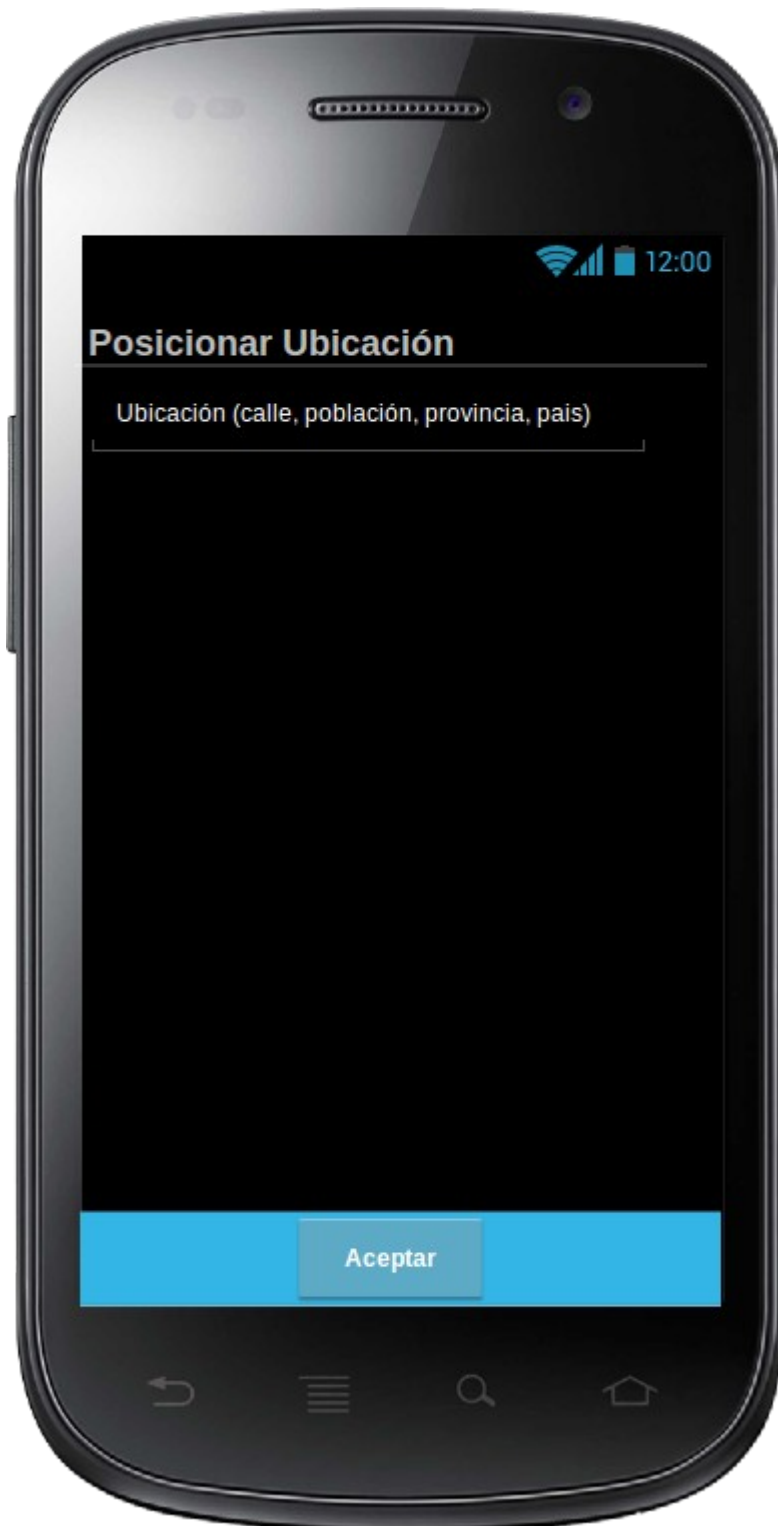 12:00
Posicionar Ubicación
Ubicación (calle, población, provincia, pais)
Aceptar